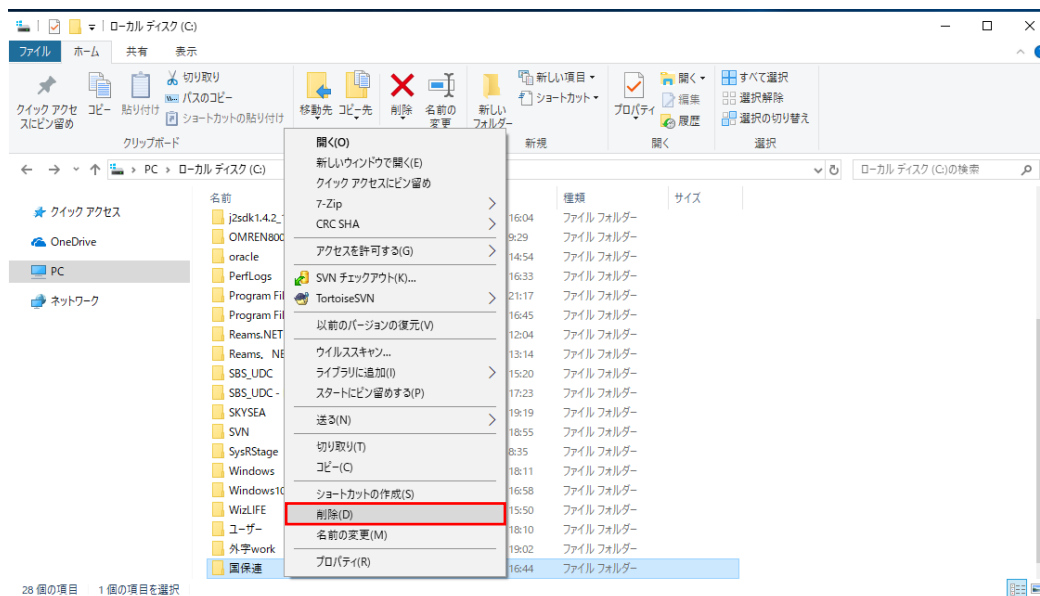 ローカル ディスク (C:)
ファイル ホーム 共有 表示
クイック アクセスにピン留め
コピー
貼り付け
切り取り
パスのコピー
ショートカットの貼り付け
クリップボード
移動先 コピー先 削除 名前の変更
新しいフォルダー
新しい項目
ショートカット
新規
プロパティ
開く
編集
履歴
開く
すべて選択
選択解除
選択の切り替え
選択
PC › ローカル ディスク (C:)
ローカル ディスク (C:)の検索
クイック アクセス
OneDrive
PC
ネットワーク
名前 種類 サイズ
j2sdk1.4.2_ 16:04 ファイル フォルダー
OMREN800 9:29 ファイル フォルダー
oracle 14:54 ファイル フォルダー
PerfLogs 16:33 ファイル フォルダー
Program Fil 21:17 ファイル フォルダー
Program Fil 16:45 ファイル フォルダー
Reams.NET 12:04 ファイル フォルダー
Reams。NE 13:14 ファイル フォルダー
SBS_UDC 15:20 ファイル フォルダー
SBS_UDC - 17:23 ファイル フォルダー
SKYSEA 19:19 ファイル フォルダー
SVN 18:55 ファイル フォルダー
SysRStage 8:35 ファイル フォルダー
Windows 18:11 ファイル フォルダー
Windows10 16:58 ファイル フォルダー
WizLIFE 15:50 ファイル フォルダー
ユーザー 18:10 ファイル フォルダー
外字work 19:02 ファイル フォルダー
国保連 16:44 ファイル フォルダー
開く(O)
新しいウィンドウで開く(E)
クイック アクセスにピン留め
7-Zip
CRC SHA
アクセスを許可する(G)
SVN チェックアウト(K)...
TortoiseSVN
以前のバージョンの復元(V)
ウイルススキャン...
ライブラリに追加(I)
スタートにピン留めする(P)
送る(N)
切り取り(T)
コピー(C)
ショートカットの作成(S)
削除(D)
名前の変更(M)
プロパティ(R)
28 個の項目 1 個の項目を選択